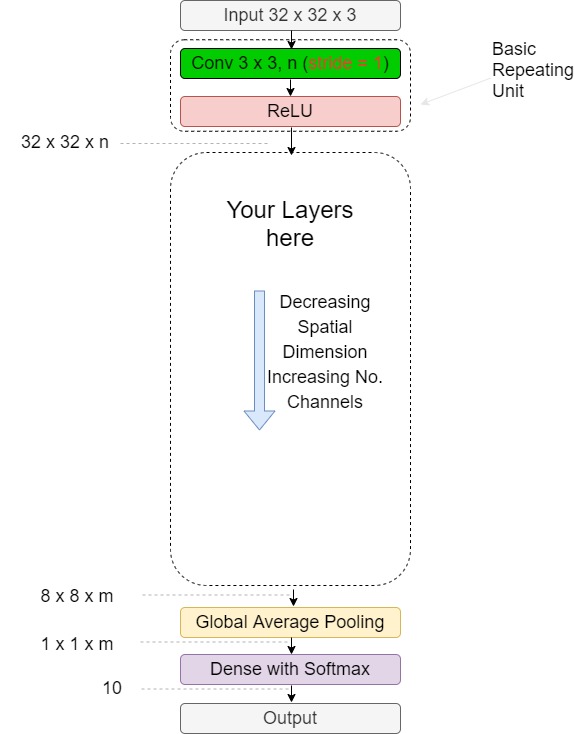 Input 32 x 32 x 3
Conv 3 x 3, n (stride = 1)
Basic
Repeating
Unit
ReLU
32 x 32 x n
Your Layers
here
Decreasing
Spatial
Dimension
Increasing No.
Channels
8 x 8 x m
Global Average Pooling
1 x 1 x m
Dense with Softmax
10
Output